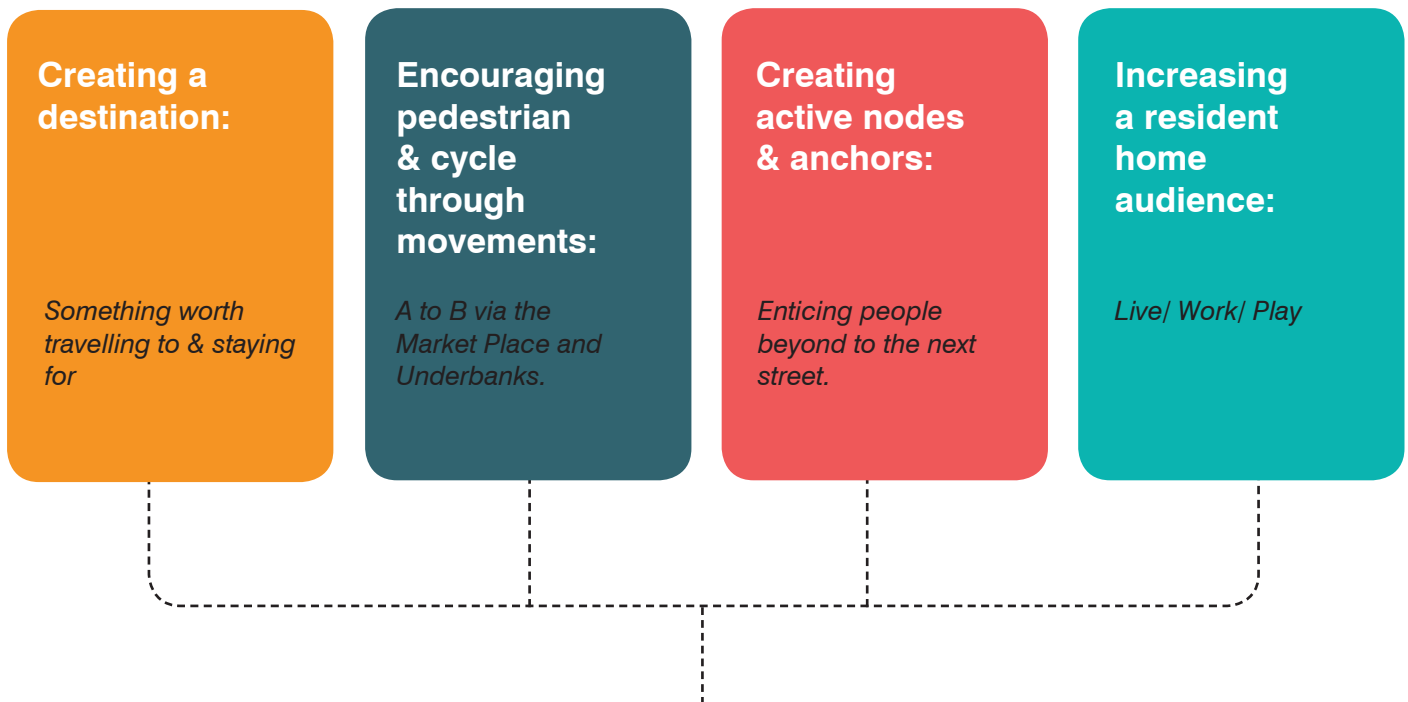 Creating a
destination:
Something worth
travelling to & staying
for
Encouraging
pedestrian
& cycle
through
movements:
A to B via the
Market Place and
Underbanks.
Creating
active nodes
& anchors:
Enticing people
beyond to the next
street.
Increasing
a resident
home
audience:
Live/ Work/ Play